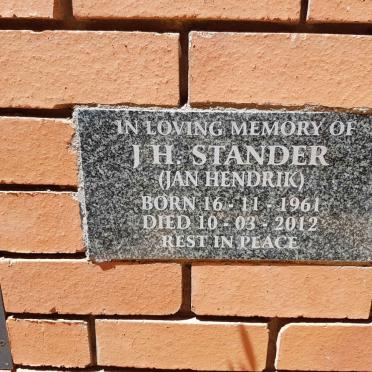 IN LOVING MEMORY OF
J H. STANDER
(JAN HENDRIK)
BORN 16 - 11 - 1961
DIED 10 - 03 - 2012
REST IN PEACE